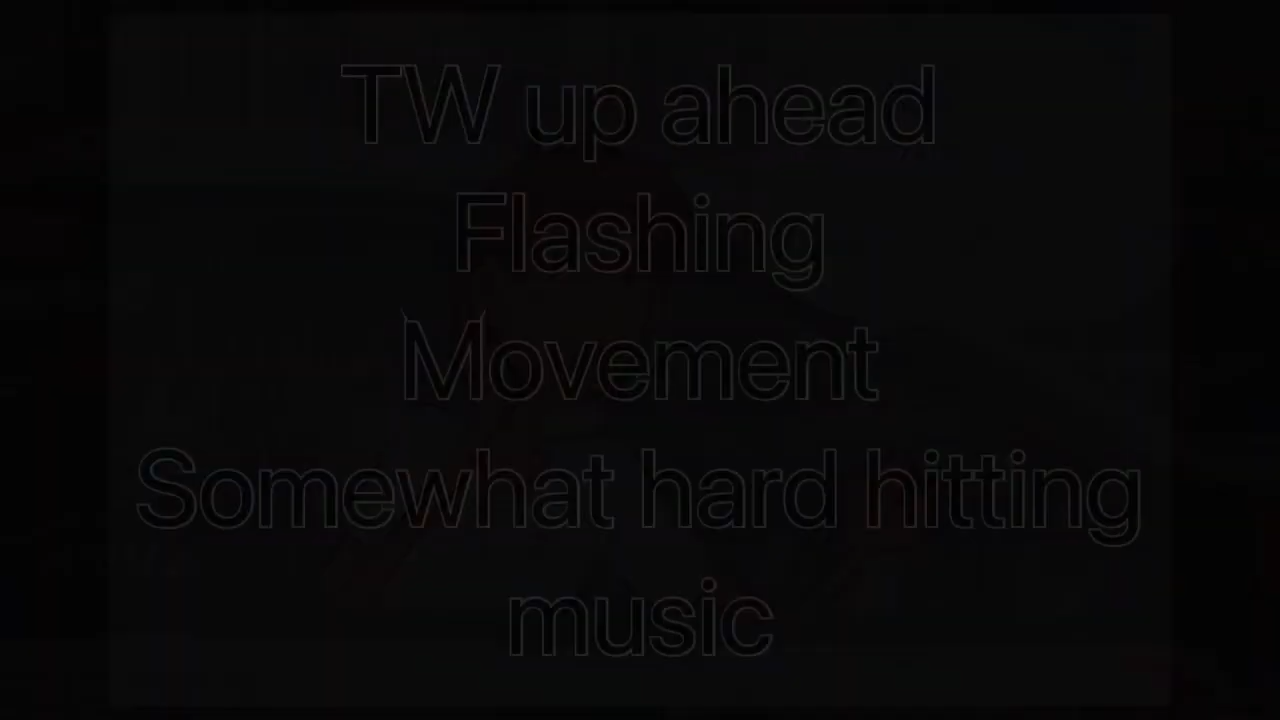 TW up ahead
Flashing
Movement
Somewhat hard hitting
music